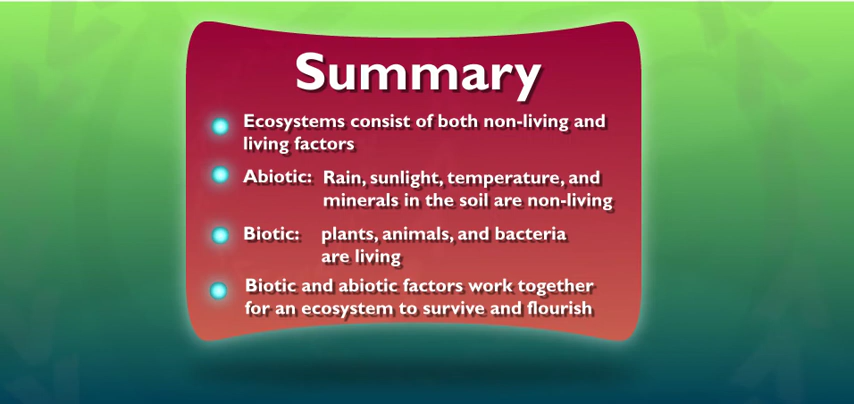 Summary
Ecosystems consist of both non-living and
living factors
Abiotic: Rain, sunlight, temperature, and
minerals in the soil are non-living
Biotic: plants, animals, and bacteria
are living
Biotic and abiotic factors work together
for an ecosystem to survive and flourish